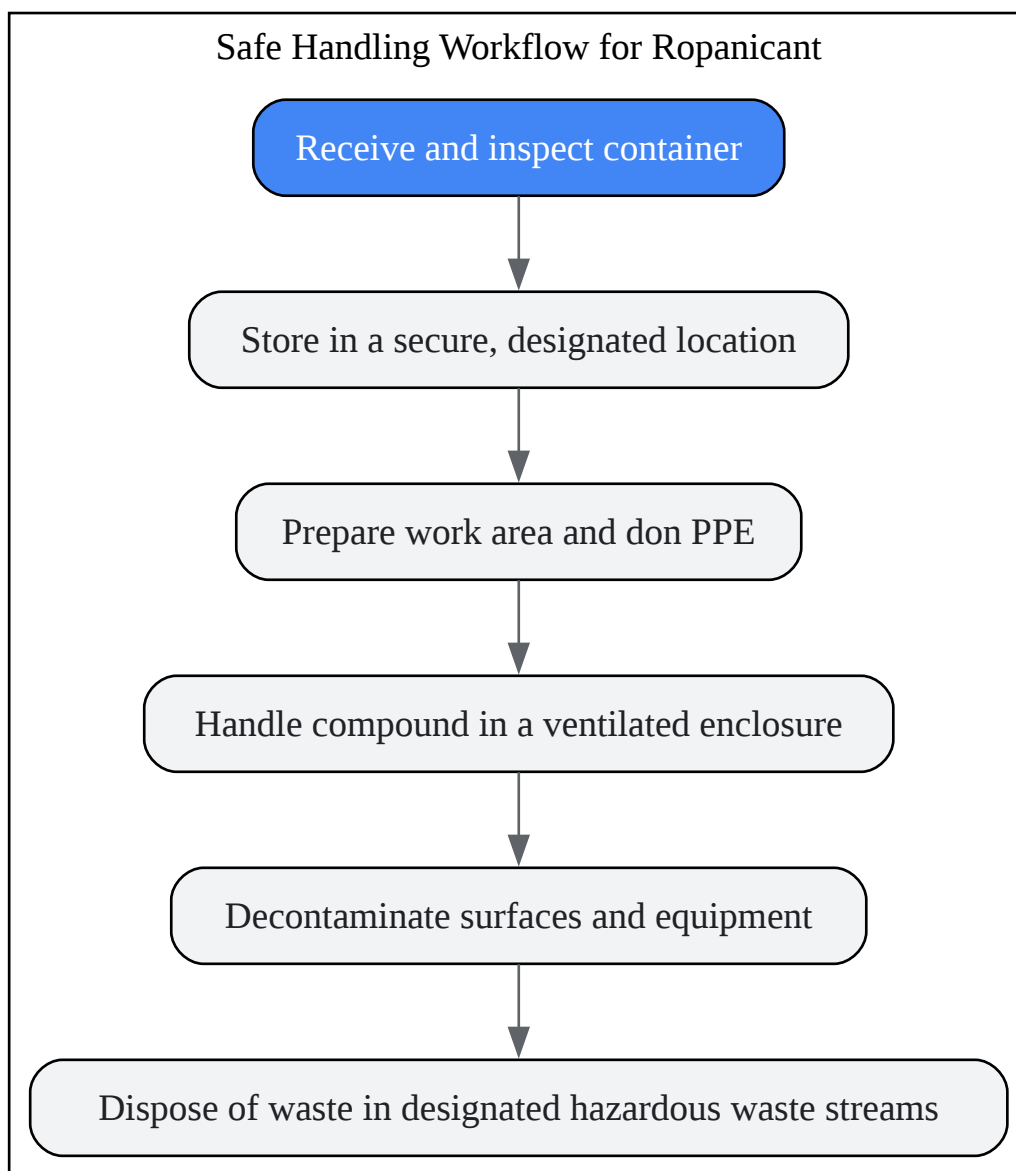 Safe Handling Workflow for Ropanicant
Receive and inspect container
Store in a secure, designated location
Prepare work area and don PPE
Handle compound in a ventilated enclosure
Decontaminate surfaces and equipment
Dispose of waste in designated hazardous waste streams